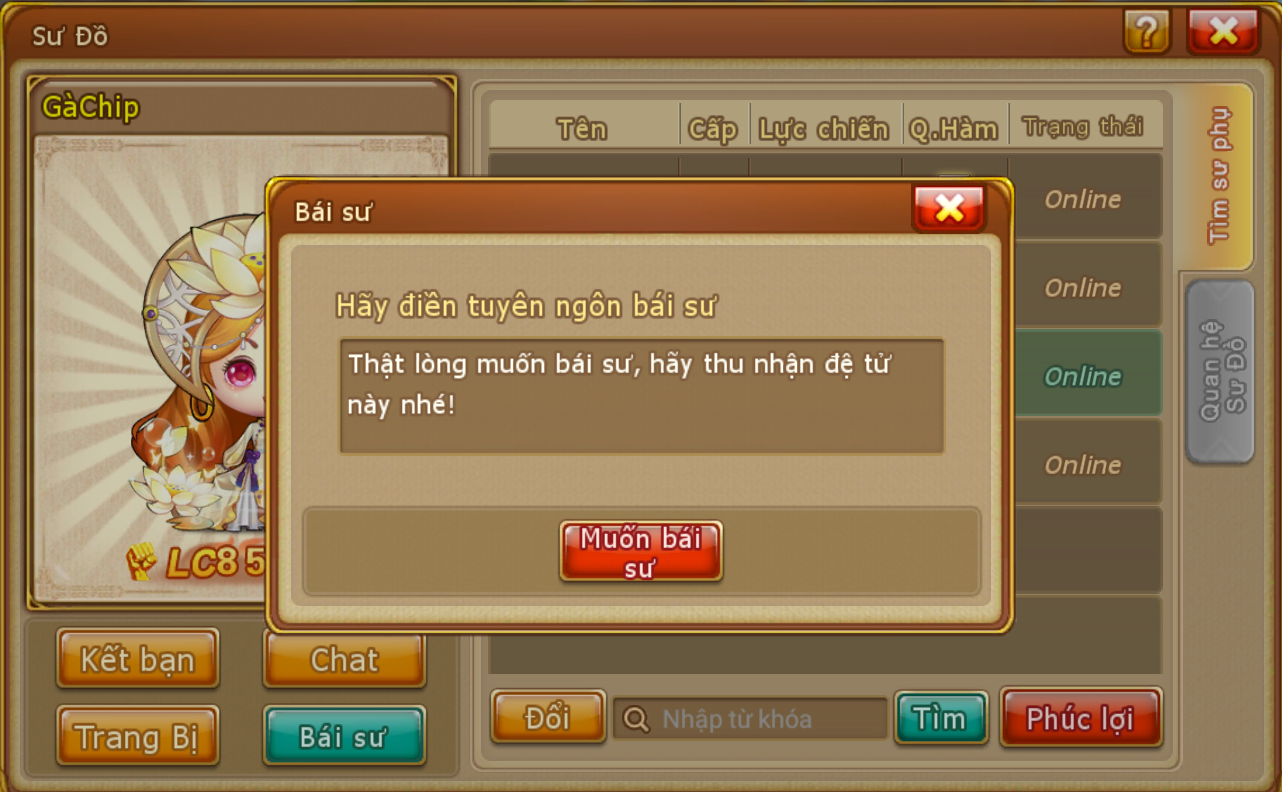 Sư Đồ
?
GàChip
LC85
Kết bạn
Chat
Trang Bị
Bái sư
Tên
Cấp
Lực chiến
Q.Hàm
Trạng thái
Online
Online
Online
Online
Bái sư
Hãy điền tuyên ngôn bái sư
Thật lòng muốn bái sư, hãy thu nhận đệ tử
này nhé!
Muốn bái
sư
Đổi
Nhập từ khóa
Tìm
Phúc lợi
Tìm sư phụ
Quan hệ
Sư Đồ